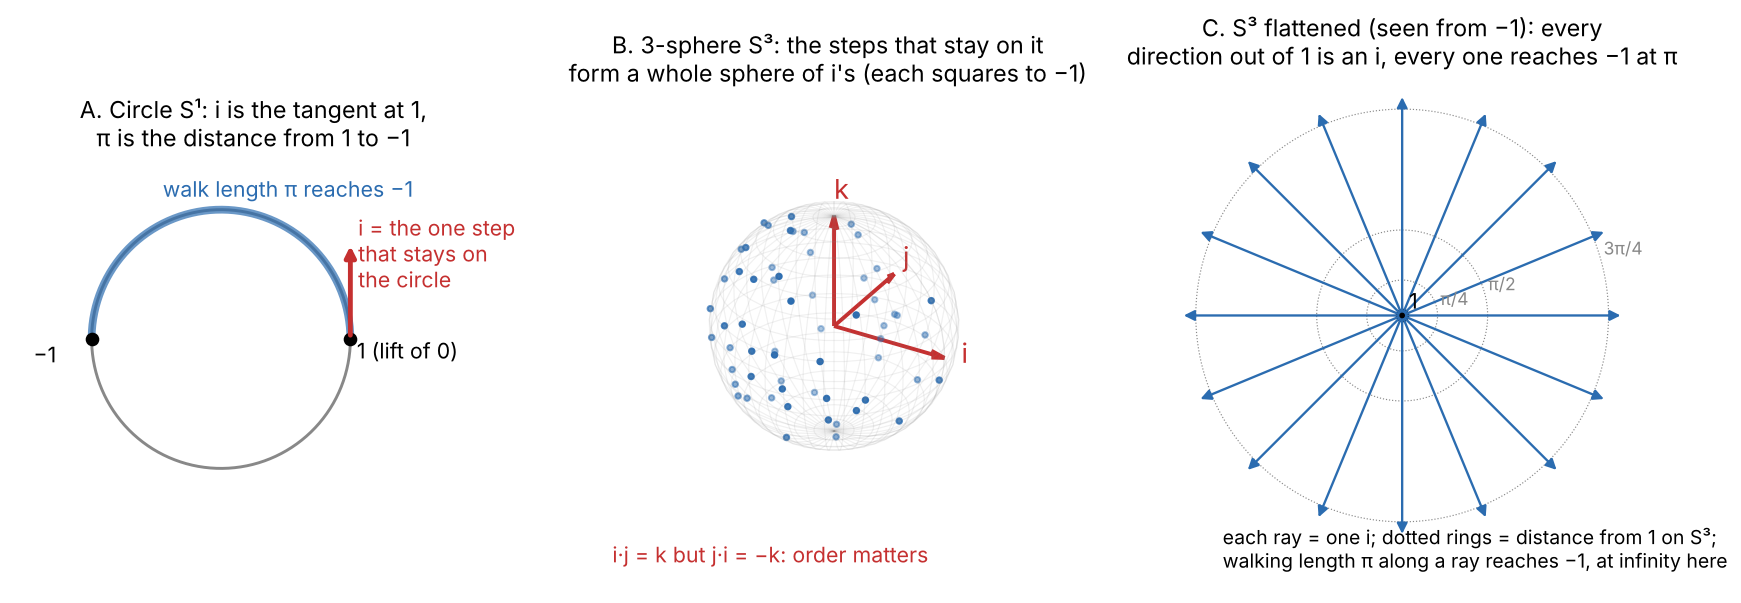 A. Circle S¹: i is the tangent at 1,
π is the distance from 1 to −1
walk length π reaches −1
i = the one step
that stays on
the circle
−1
1 (lift of 0)
B. 3-sphere S³: the steps that stay on it
form a whole sphere of i's (each squares to −1)
k
j
i
i·j = k but j·i = −k: order matters
C. S³ flattened (seen from −1): every
direction out of 1 is an i, every one reaches −1 at π
3π/4
π/2
π/4
1
each ray = one i; dotted rings = distance from 1 on S³;
walking length π along a ray reaches −1, at infinity here